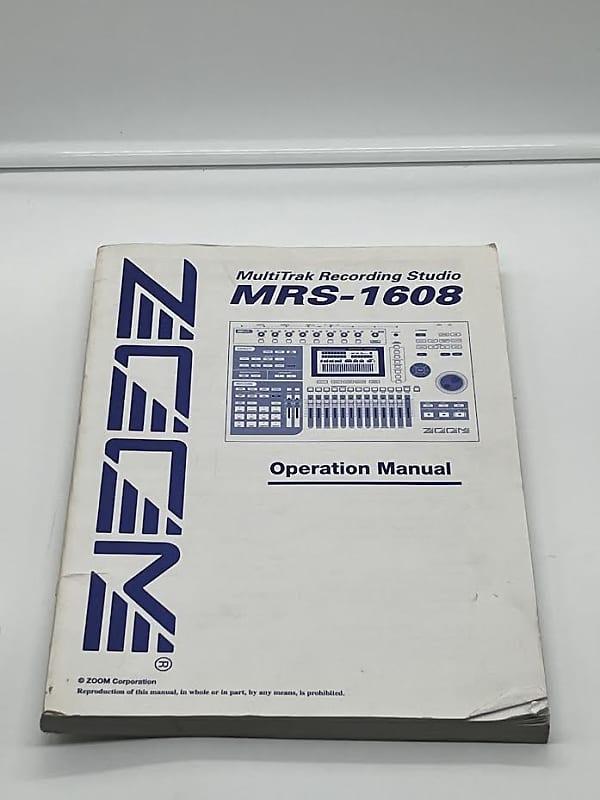 ZOOM®
MultiTrak Recording Studio
MRS-1608
ZOOM
Operation Manual
© ZOOM Corporation
Reproduction of this manual, in whole or in part, by any means, is prohibited.